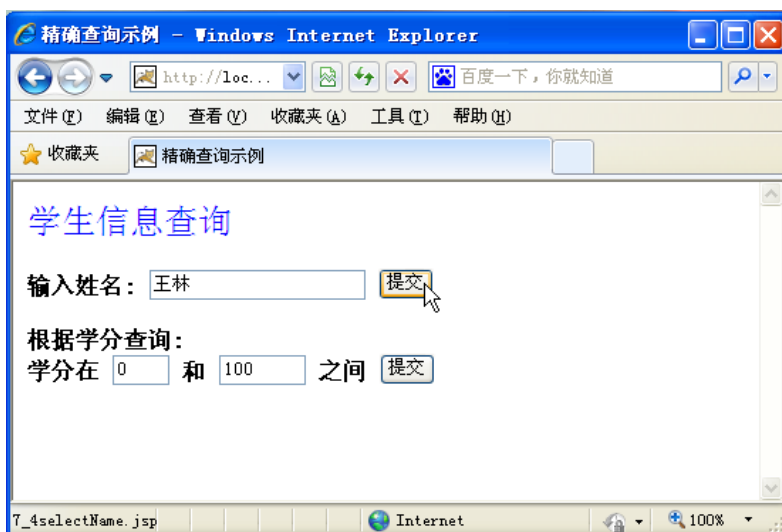 精确查询示例 - Windows Internet Explorer
http://loc... 百度一下，你就知道
文件(F) 编辑(E) 查看(V) 收藏夹(A) 工具(T) 帮助(H)
收藏夹 精确查询示例
学生信息查询
输入姓名: 王林 提交
根据学分查询:
学分在 0 和 100 之间 提交
7_4selectName.jsp Internet 100%